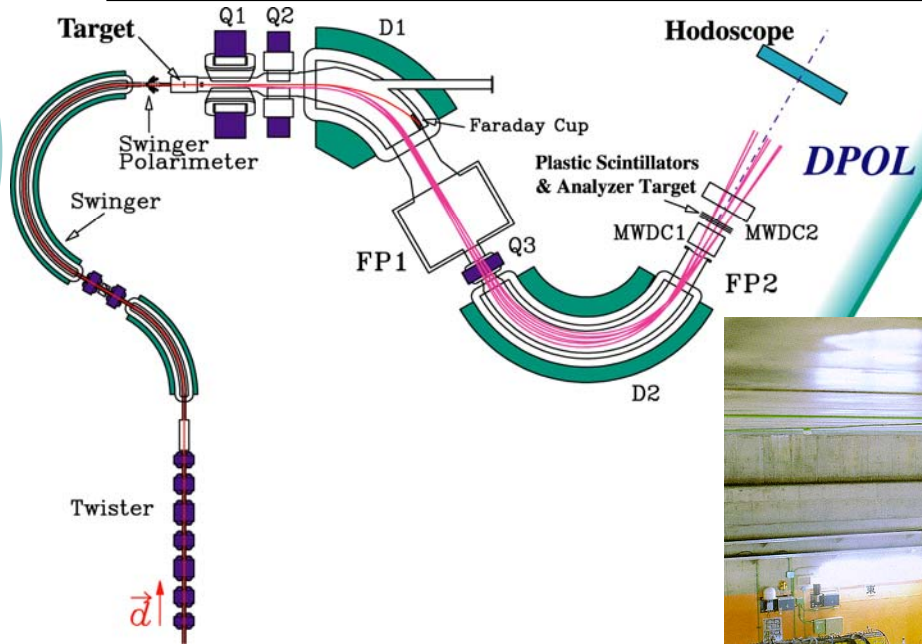 Q1
Q2
D1
Target
Hodoscope
Faraday Cup
Swinger
Polarimeter
Plastic Scintillators
& Analyzer Target
DPOL
Swinger
MWDC1
MWDC2
FP1
Q3
FP2
D2
Twister
d
東